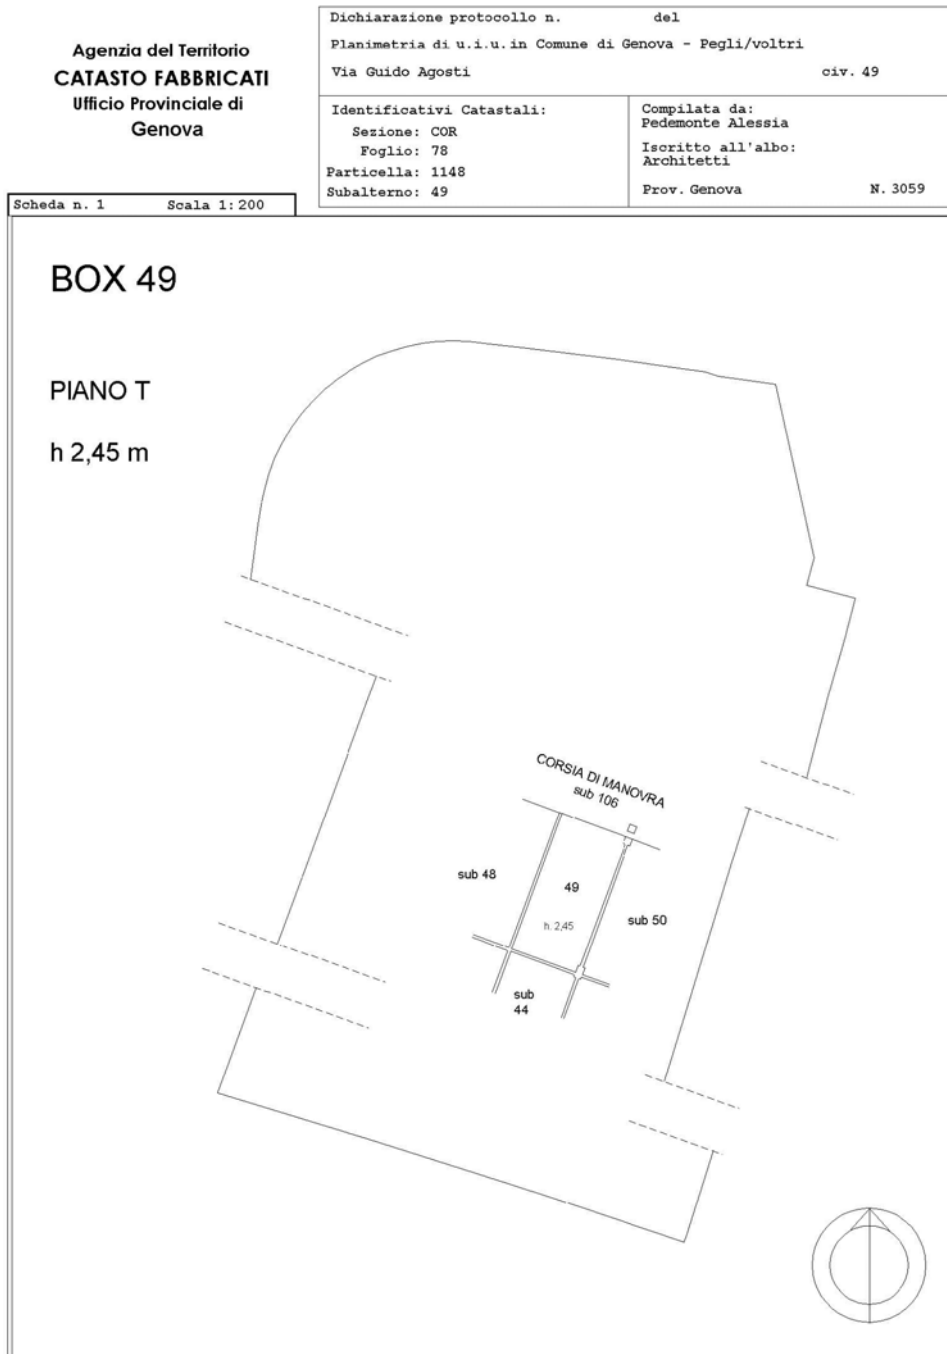 Agenzia del Territorio
CATASTO FABBRICATI
Ufficio Provinciale di
Genova
Dichiarazione protocollo n. del
Planimetria di u.i.u. in Comune di Genova - Pegli/voltri
Via Guido Agosti civ. 49
Identificativi Catastali:
Sezione: COR
Foglio: 78
Particella: 1148
Subalterno: 49
Compilata da:
Pedemonte Alessia
Iscritto all'albo:
Architetti
Prov. Genova N. 3059
Scheda n. 1 Scala 1:200
BOX 49
PIANO T
h 2,45 m
CORSIA DI MANOVRA
sub 106
sub 48
49
h. 2,45
sub 50
sub
44